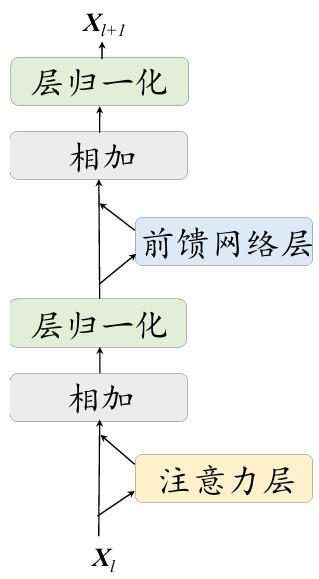 X_{l+1}
层归一化
相加
前馈网络层
层归一化
相加
注意力层
X_l